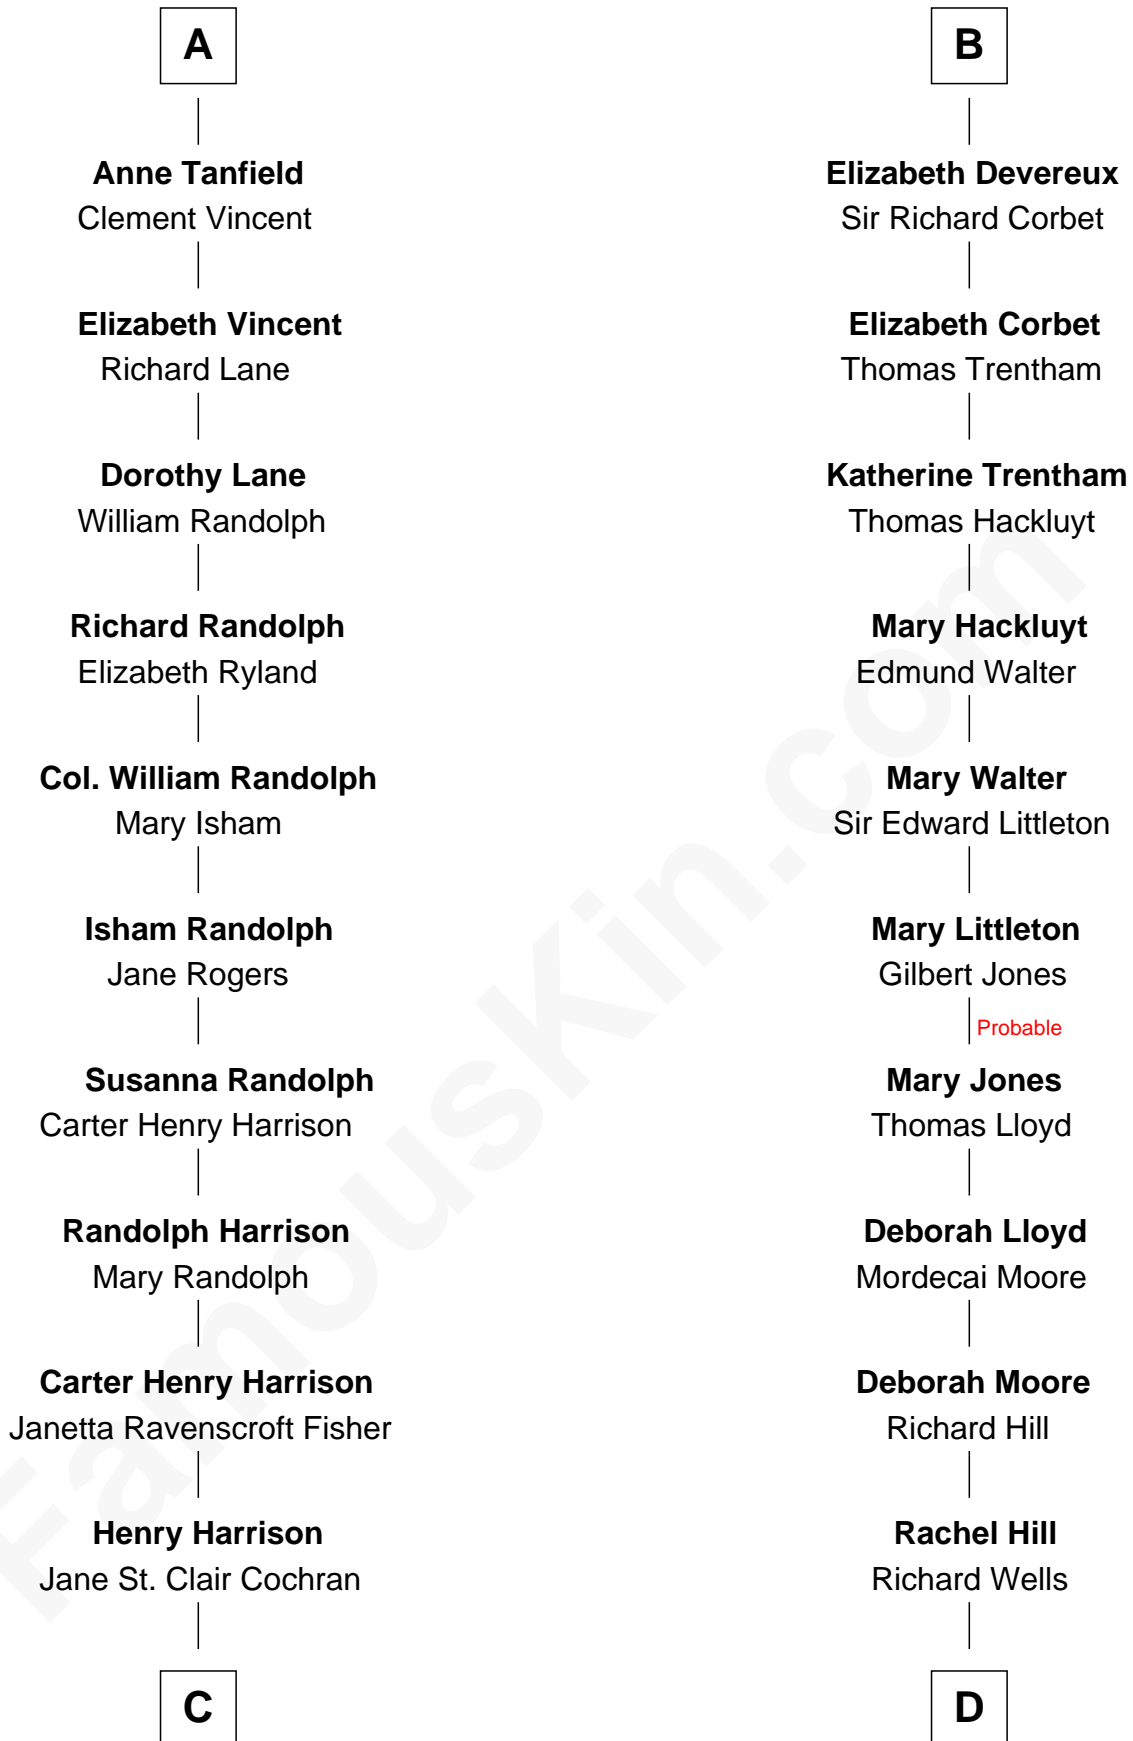 A
Anne Tanfield
Clement Vincent
Elizabeth Vincent
Richard Lane
Dorothy Lane
William Randolph
Richard Randolph
Elizabeth Ryland
Col. William Randolph
Mary Isham
Isham Randolph
Jane Rogers
Susanna Randolph
Carter Henry Harrison
Randolph Harrison
Mary Randolph
Carter Henry Harrison
Janetta Ravenscroft Fisher
Henry Harrison
Jane St. Clair Cochran
C
B
Elizabeth Devereux
Sir Richard Corbet
Elizabeth Corbet
Thomas Trentham
Katherine Trentham
Thomas Hackluyt
Mary Hackluyt
Edmund Walter
Mary Walter
Sir Edward Littleton
Mary Littleton
Gilbert Jones
Probable
Mary Jones
Thomas Lloyd
Deborah Lloyd
Mordecai Moore
Deborah Moore
Richard Hill
Rachel Hill
Richard Wells
D
FamousKin.com